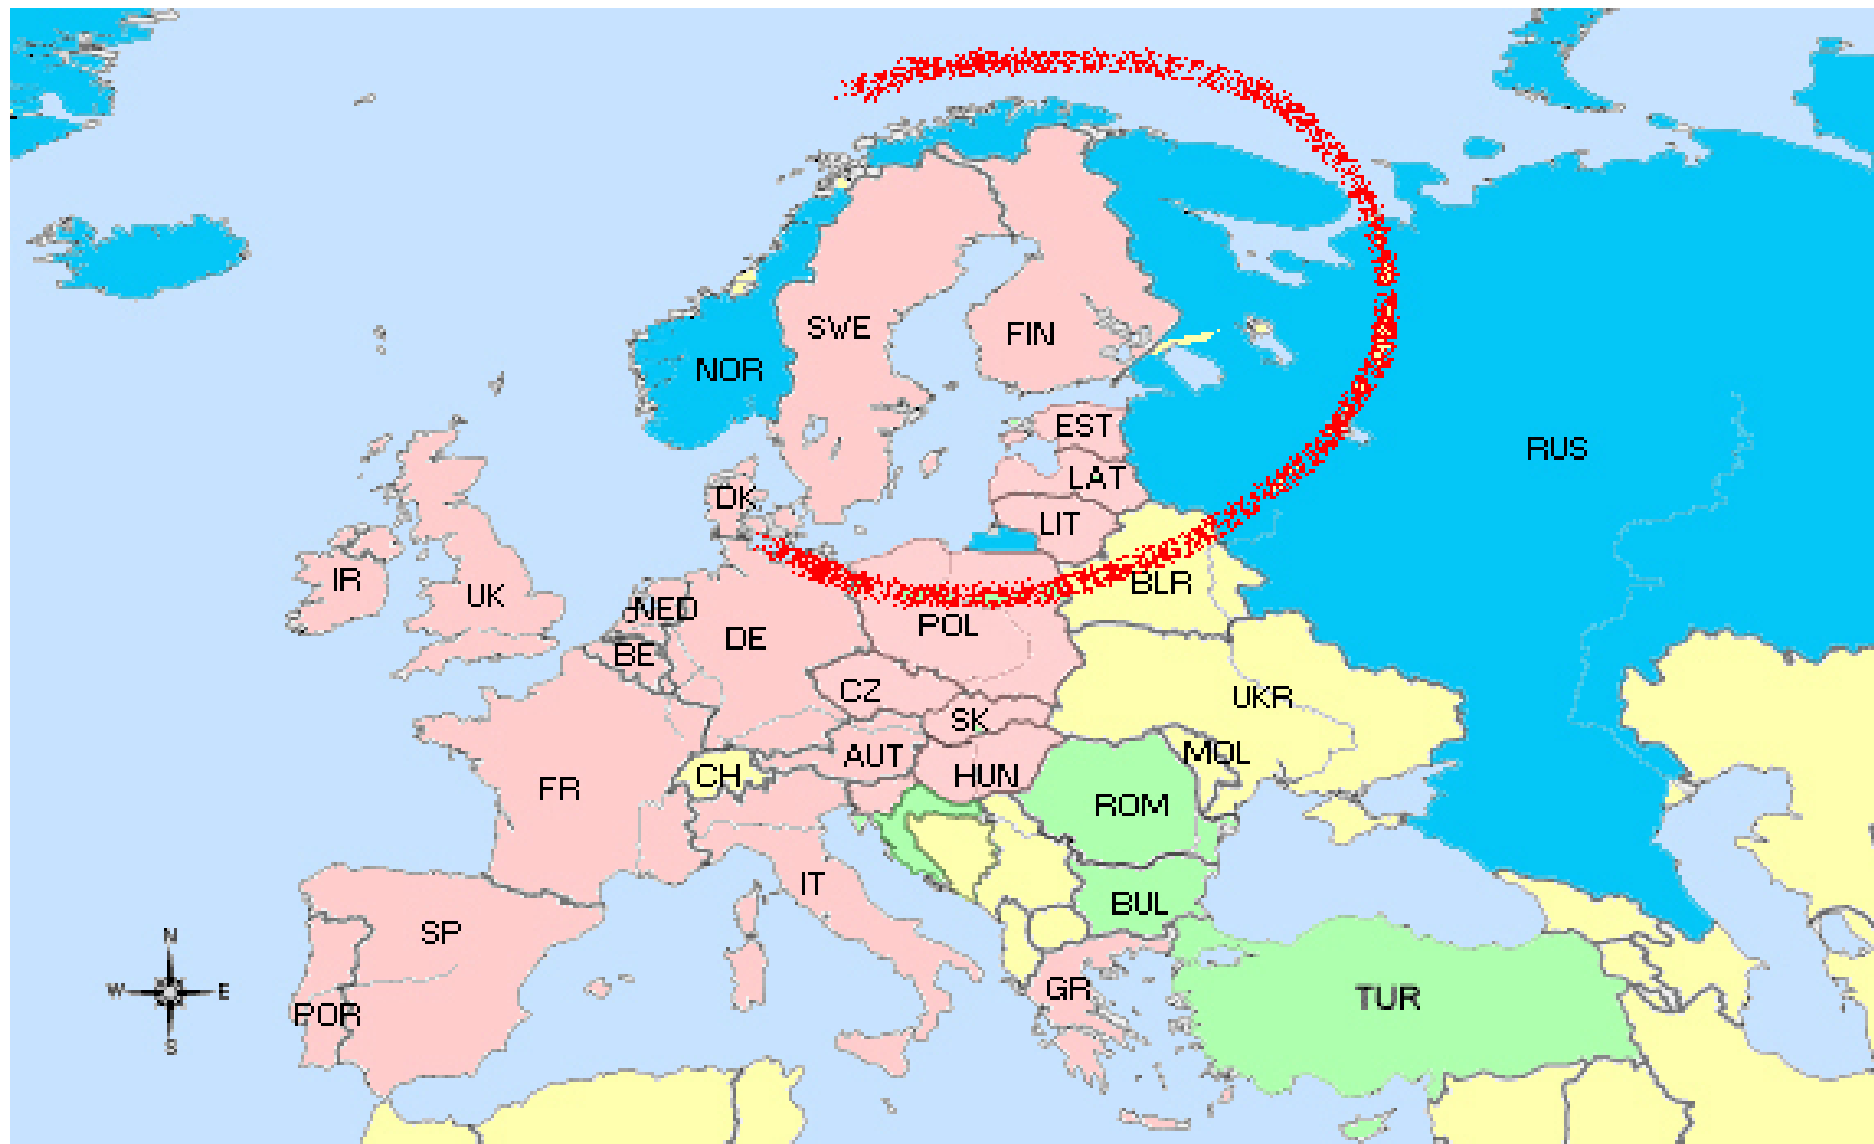 SWE
FIN
NOR
EST
RUS
LAT
DK
LIT
IR
UK
NED
BLR
POL
DE
BE
CZ
UKR
SK
AUT
MOL
CH
HUN
FR
ROM
IT
BUL
SP
N
W E
S
GR
TUR
POR